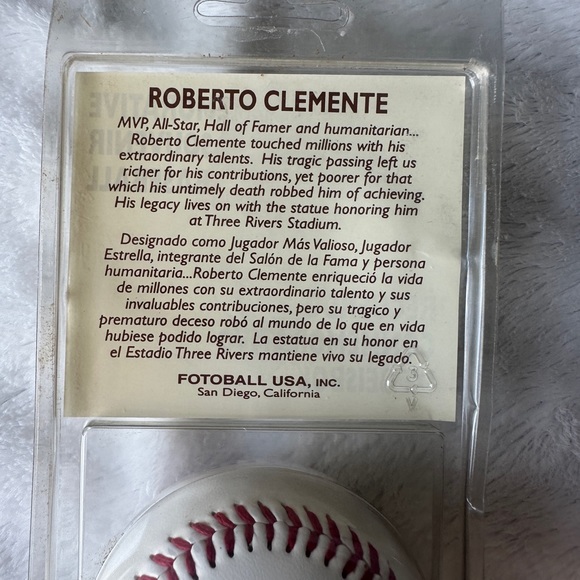 ROBERTO CLEMENTE
MVP, All-Star, Hall of Famer and humanitarian...
Roberto Clemente touched millions with his
extraordinary talents. His tragic passing left us
richer for his contributions, yet poorer for that
which his untimely death robbed him of achieving.
His legacy lives on with the statue honoring him
at Three Rivers Stadium.
Designado como Jugador Más Valioso, Jugador
Estrella, integrante del Salón de la Fama y persona
humanitaria...Roberto Clemente enriqueció la vida
de millones con su extraordinario talento y sus
invaluables contribuciones, pero su tragico y
prematuro deceso robó al mundo de lo que en vida
hubiese podido lograr. La estatua en su honor en
el Estadio Three Rivers mantiene vivo su legado.
FOTOBALL USA, INC.
San Diego, California